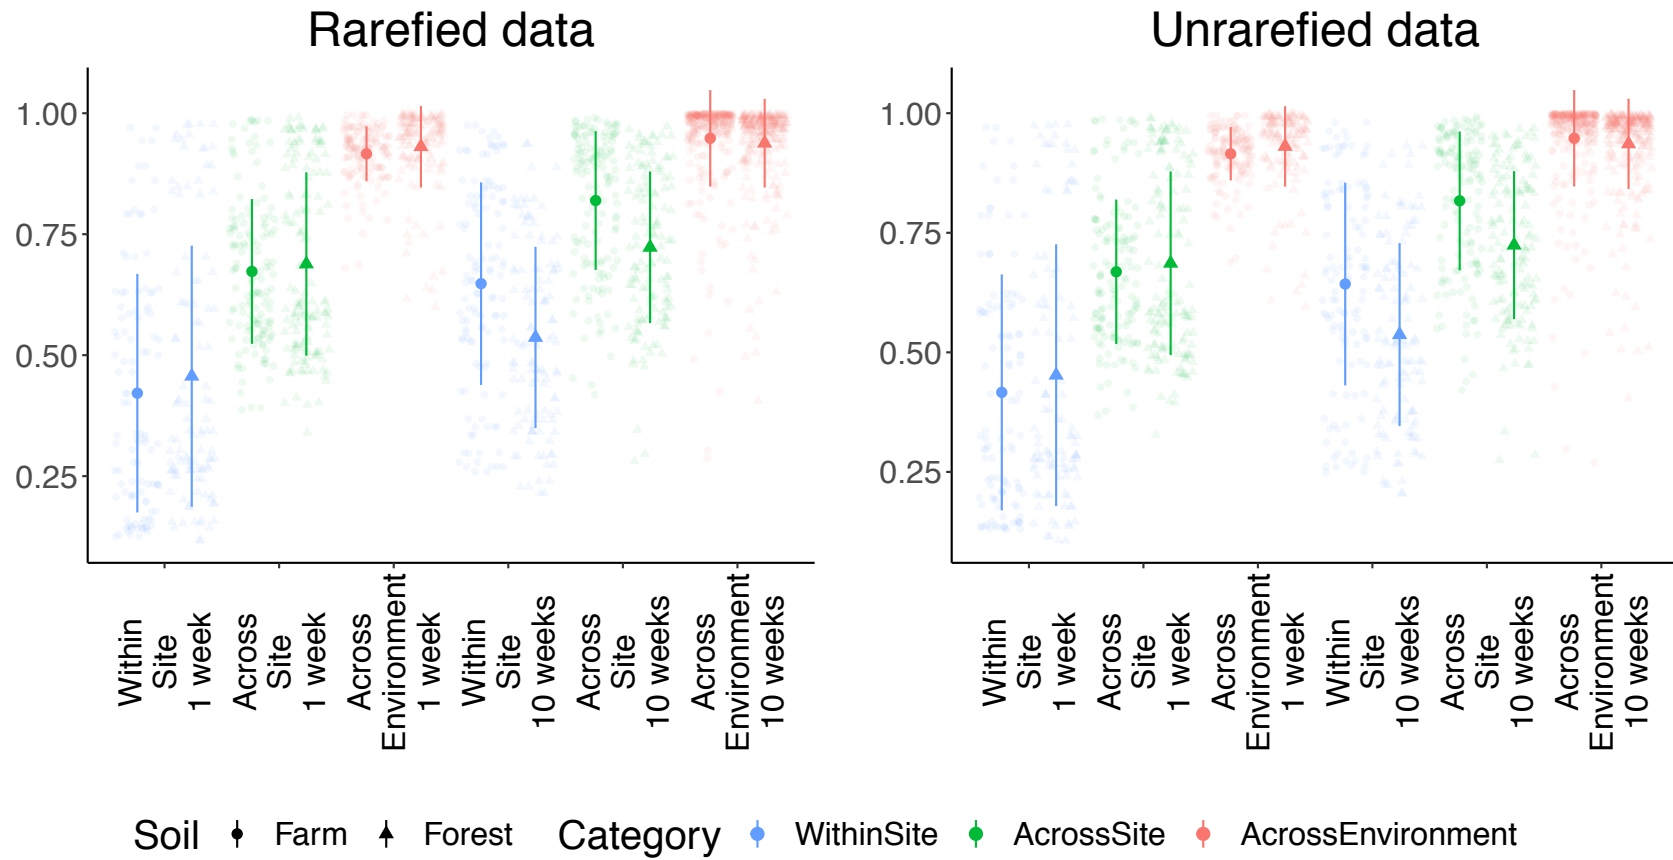 Rarefied data
Unrarefied data
1.00
0.75
0.50
0.25
1.00
0.75
0.50
0.25
Within
Site
1 week
Across
Site
1 week
Across
Environment
1 week
Within
Site
10 weeks
Across
Site
10 weeks
Across
Environment
10 weeks
Within
Site
1 week
Across
Site
1 week
Across
Environment
1 week
Within
Site
10 weeks
Across
Site
10 weeks
Across
Environment
10 weeks
Soil Farm Forest Category WithinSite AcrossSite AcrossEnvironment